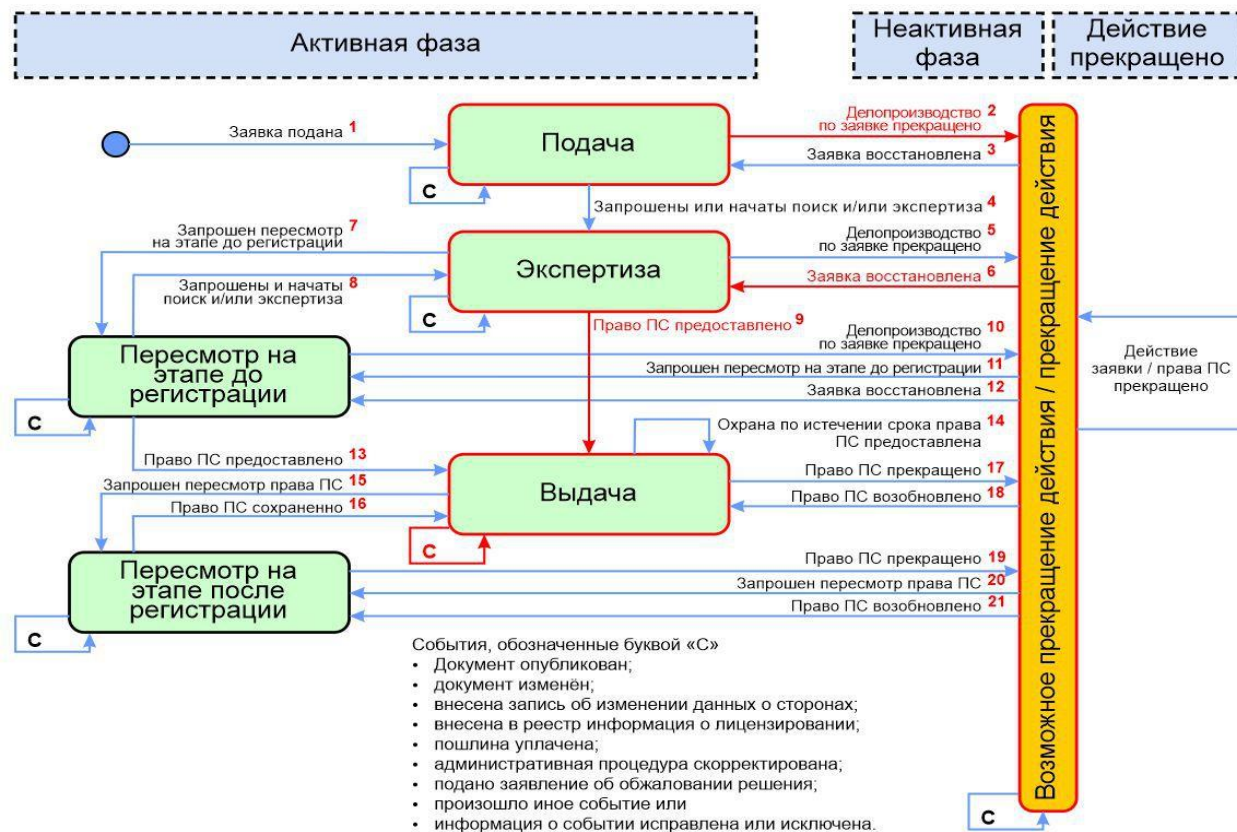 Активная фаза
Неактивная
фаза
Действие
прекращено
Заявка подана 1
Подача
Делопроизводство 2
по заявке прекращено
Заявка восстановлена 3
С
Запрошены или начаты поиск и/или экспертиза 4
Запрошен пересмотр 7
на этапе до регистрации
Экспертиза
Делопроизводство 5
по заявке прекращено
Запрошены и начаты 8
поиск и/или экспертиза
Заявка восстановлена 6
С
Право ПС предоставлено 9
Пересмотр на
этапе до
регистрации
Делопроизводство 10
по заявке прекращено
Запрошен пересмотр на этапе до регистрации 11
Заявка восстановлена 12
С
Действие
заявки / права ПС
прекращено
Охрана по истечении срока права 14
ПС предоставлена
Право ПС предоставлено 13
Запрошен пересмотр права ПС 15
Право ПС сохраненно 16
Выдача
Право ПС прекращено 17
Право ПС возобновлено 18
С
Пересмотр на
этапе после
регистрации
Право ПС прекращено 19
Запрошен пересмотр права ПС 20
Право ПС возобновлено 21
С
Возможное прекращение действия / прекращение действия
С
События, обозначенные буквой «С»
• Документ опубликован;
• документ изменён;
• внесена запись об изменении данных о сторонах;
• внесена в реестр информация о лицензировании;
• пошлина уплачена;
• административная процедура скорректирована;
• подано заявление об обжаловании решения;
• произошло иное событие или
• информация о событии исправлена или исключена.